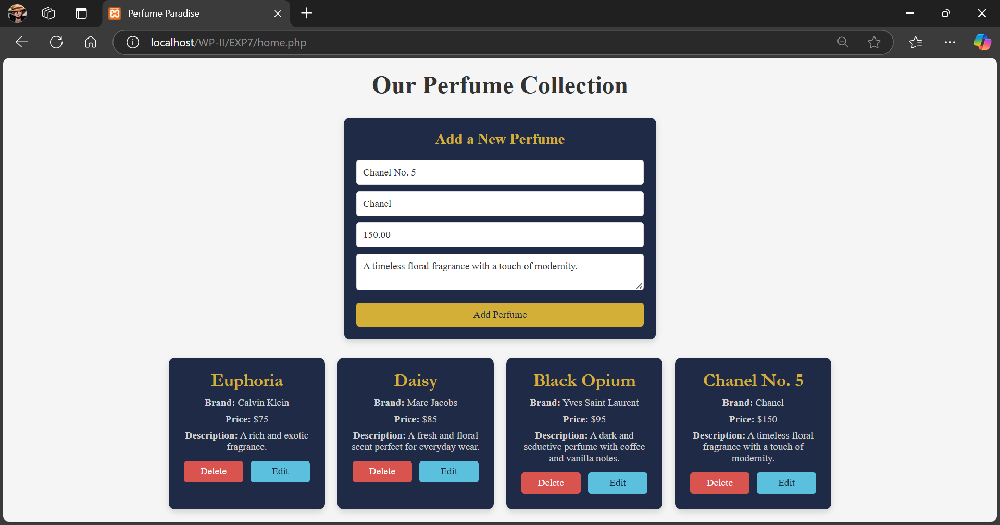 Perfume Paradise
localhost/WP-II/EXP7/home.php
Our Perfume Collection
Add a New Perfume
Chanel No. 5
Chanel
150.00
A timeless floral fragrance with a touch of modernity.
Add Perfume
Euphoria
Brand: Calvin Klein
Price: $75
Description: A rich and exotic
fragrance.
Delete
Edit
Daisy
Brand: Marc Jacobs
Price: $85
Description: A fresh and floral
scent perfect for everyday wear.
Delete
Edit
Black Opium
Brand: Yves Saint Laurent
Price: $95
Description: A dark and
seductive perfume with coffee
and vanilla notes.
Delete
Edit
Chanel No. 5
Brand: Chanel
Price: $150
Description: A timeless floral
fragrance with a touch of
modernity.
Delete
Edit